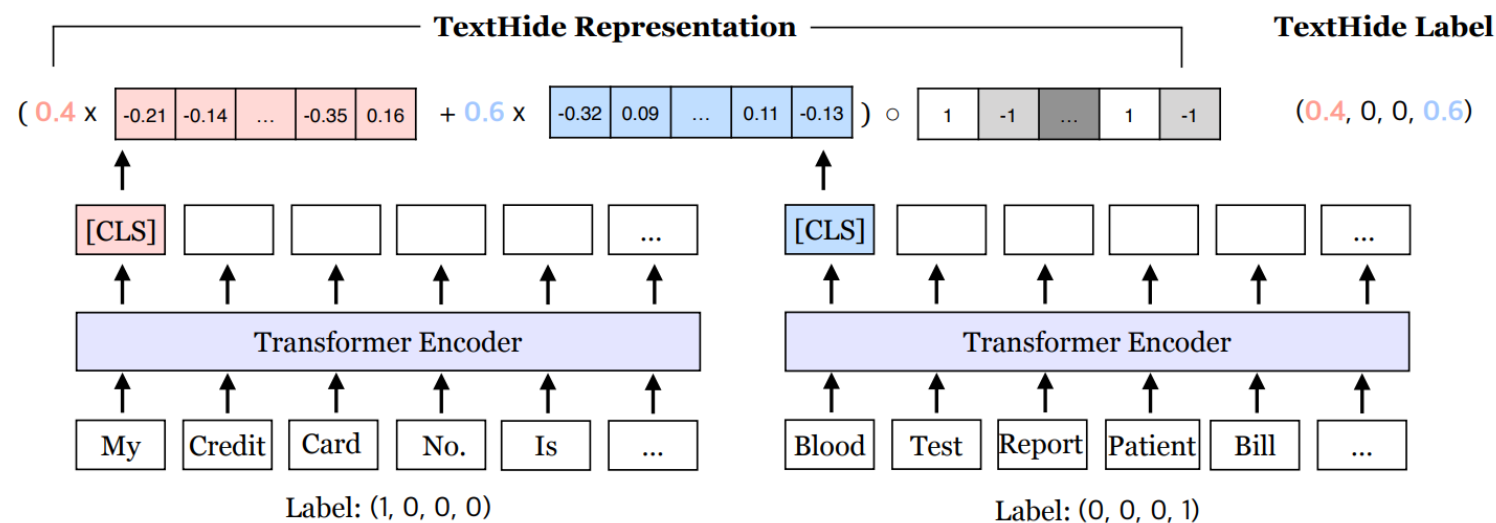 TextHide Representation TextHide Label
( 0.4 x -0.21 -0.14 ... -0.35 0.16 + 0.6 x -0.32 0.09 ... 0.11 -0.13 ) ○ 1 -1 ... 1 -1 (0.4, 0, 0, 0.6)
[CLS] ... [CLS] ...
Transformer Encoder Transformer Encoder
My Credit Card No. Is ... Blood Test Report Patient Bill ...
Label: (1, 0, 0, 0) Label: (0, 0, 0, 1)